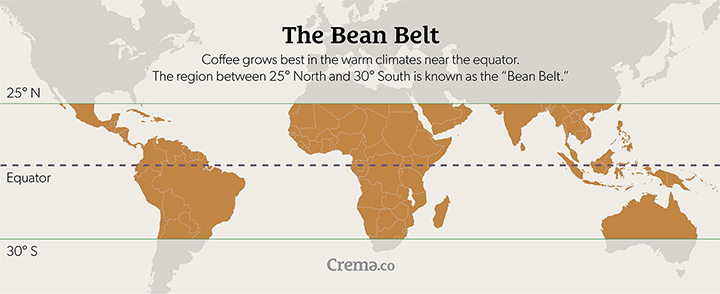 The Bean Belt
Coffee grows best in the warm climates near the equator.
The region between 25° North and 30° South is known as the “Bean Belt.”
25° N
Equator
30° S
Crema.co